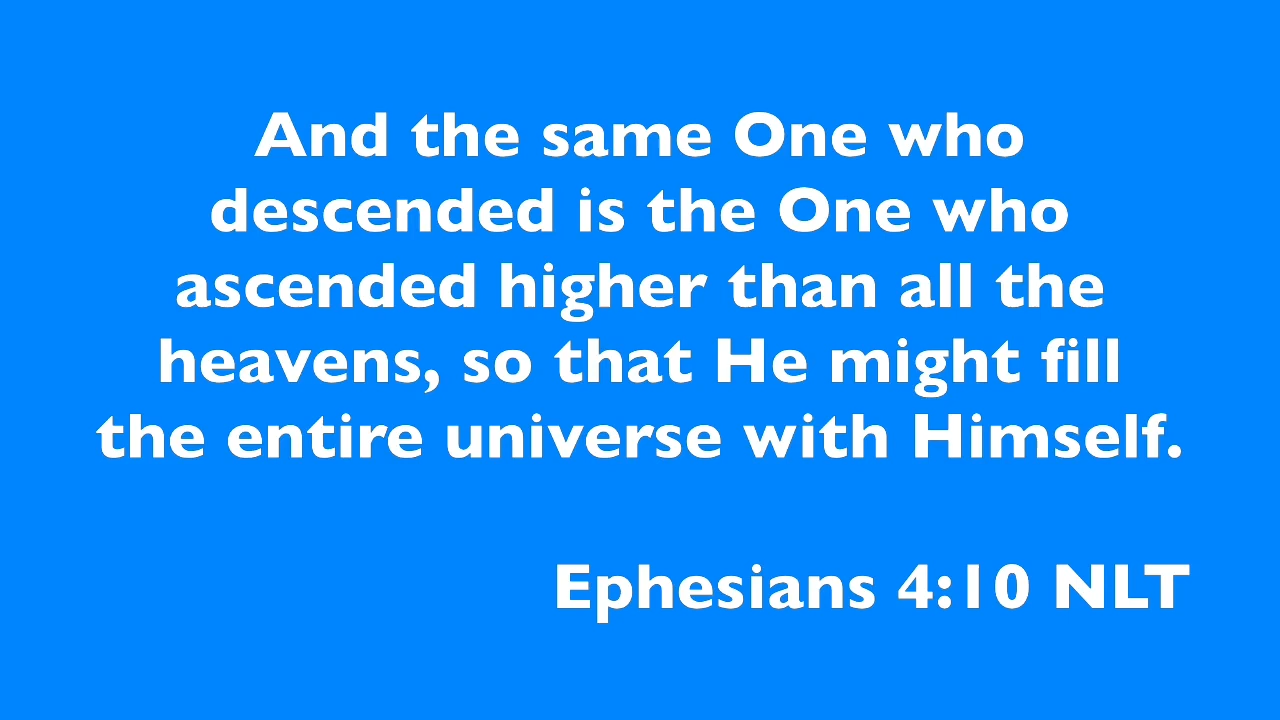 And the same One who
descended is the One who
ascended higher than all the
heavens, so that He might fill
the entire universe with Himself.
Ephesians 4:10 NLT